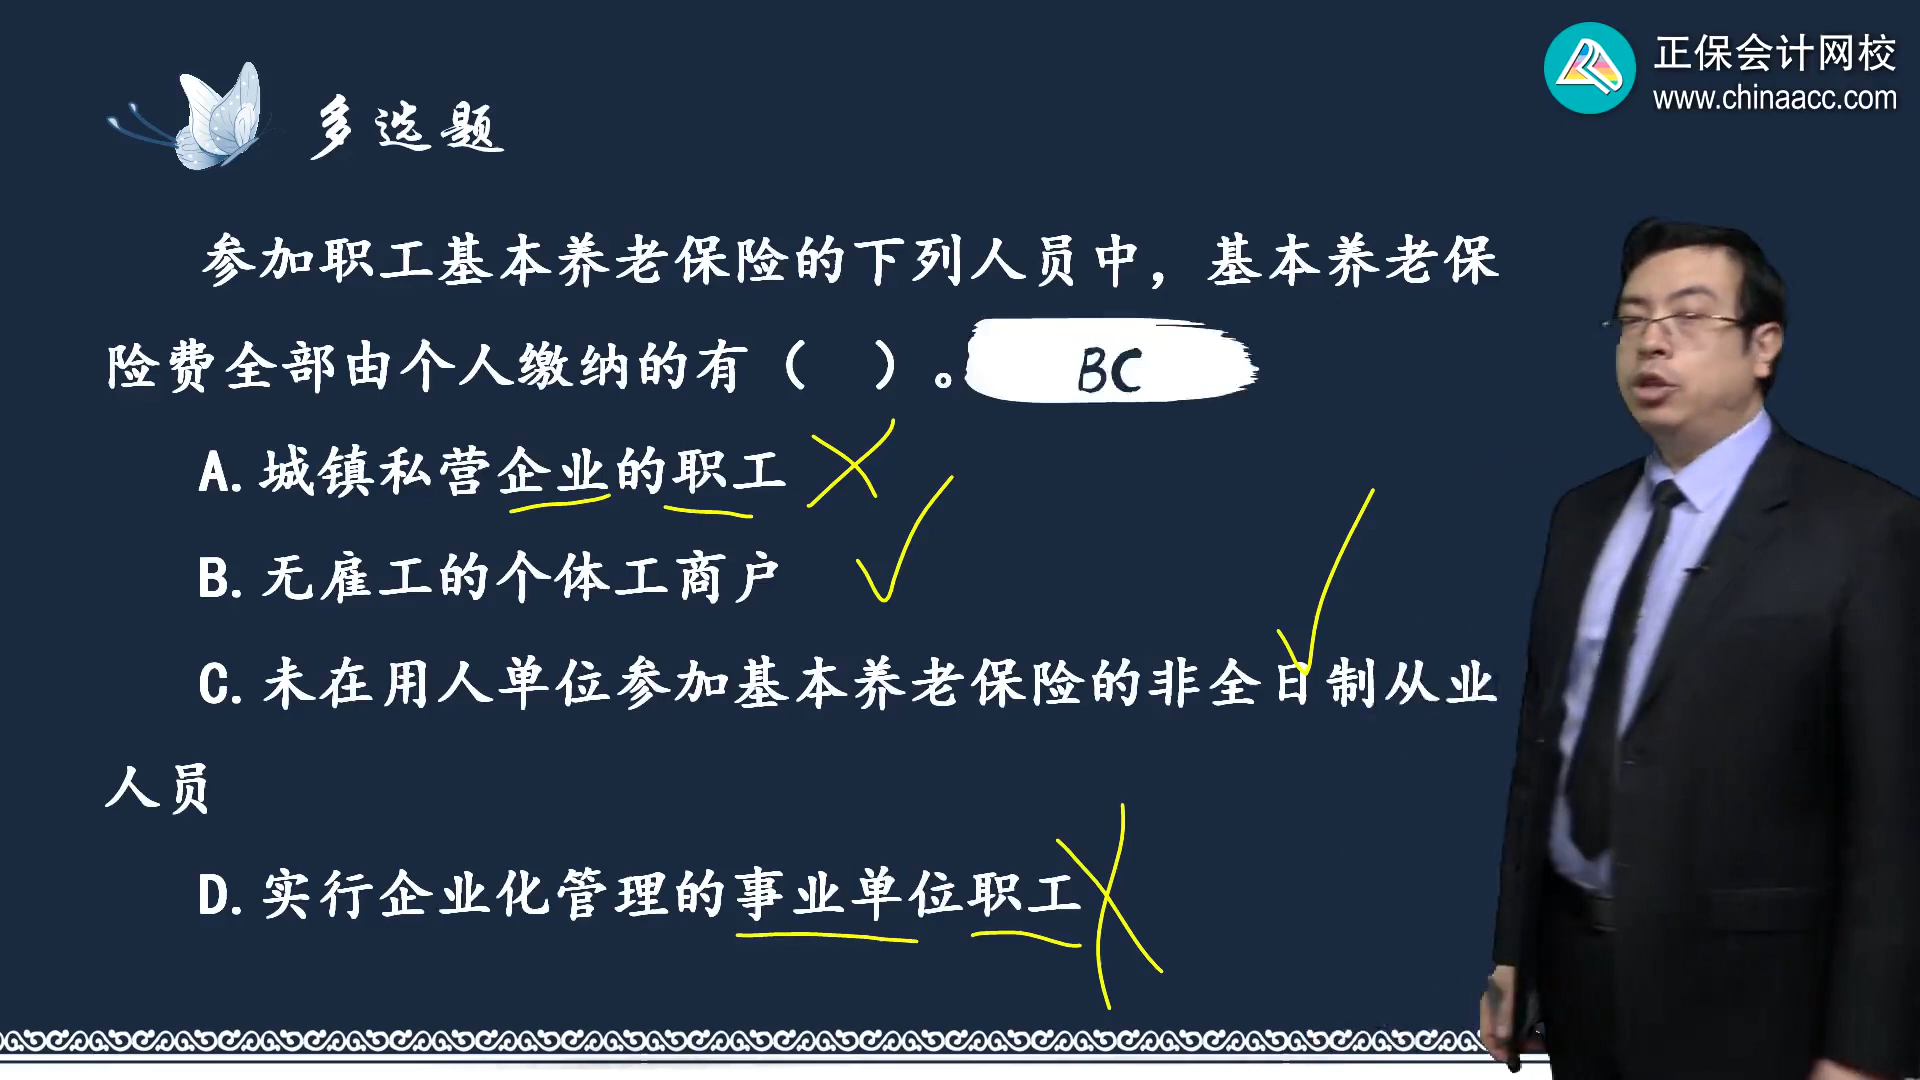 正保会计网校
www.chinaacc.com
多选题
参加职工基本养老保险的下列人员中，基本养老保
险费全部由个人缴纳的有（ ）。BC
A.城镇私营企业的职工
B.无雇工的个体工商户
C.未在用人单位参加基本养老保险的非全日制从业
人员
D.实行企业化管理的事业单位职工